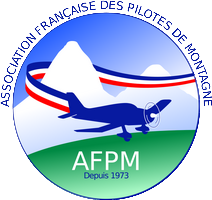 ASSOCIATION FRANÇAISE DES PILOTES DE MONTAGNE
AFPM
Depuis 1973